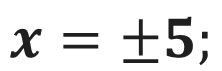 x = ±5;